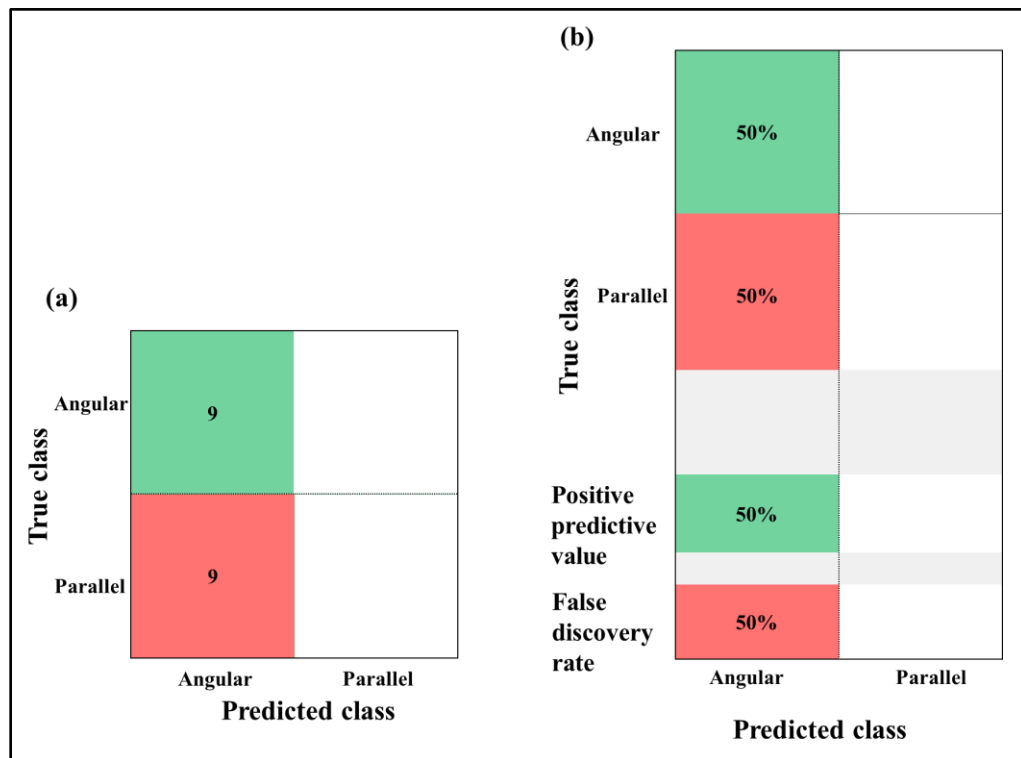 (a)
True class
Angular
9
Parallel
9
Angular Parallel
Predicted class
(b)
True class
Angular
50%
Parallel
50%
Positive
predictive
value
50%
False
discovery
rate
50%
Angular Parallel
Predicted class